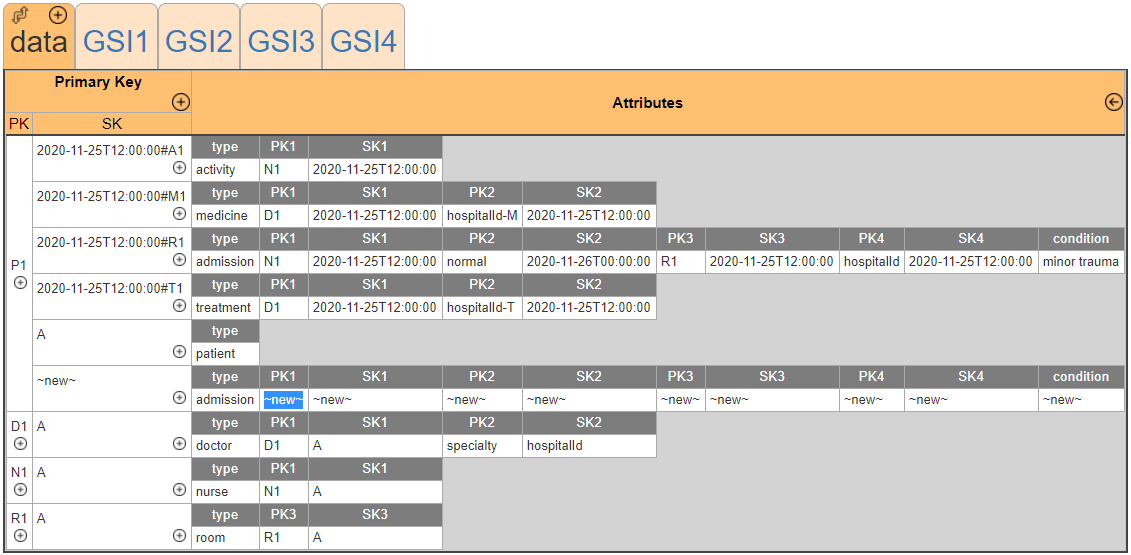 data GSI1 GSI2 GSI3 GSI4
Primary Key
Attributes
PK SK
P1
2020-11-25T12:00:00#A1
type PK1 SK1
activity N1 2020-11-25T12:00:00
2020-11-25T12:00:00#M1
type PK1 SK1 PK2 SK2
medicine D1 2020-11-25T12:00:00 hospitalId-M 2020-11-25T12:00:00
2020-11-25T12:00:00#R1
type PK1 SK1 PK2 SK2 PK3 SK3 PK4 SK4 condition
admission N1 2020-11-25T12:00:00 normal 2020-11-26T00:00:00 R1 2020-11-25T12:00:00 hospitalId 2020-11-25T12:00:00 minor trauma
2020-11-25T12:00:00#T1
type PK1 SK1 PK2 SK2
treatment D1 2020-11-25T12:00:00 hospitalId-T 2020-11-25T12:00:00
A
type
patient
~new~
type PK1 SK1 PK2 SK2 PK3 SK3 PK4 SK4 condition
admission ~new~ ~new~ ~new~ ~new~ ~new~ ~new~ ~new~ ~new~ ~new~
D1 A
type PK1 SK1 PK2 SK2
doctor D1 A specialty hospitalId
N1 A
type PK1 SK1
nurse N1 A
R1 A
type PK3 SK3
room R1 A